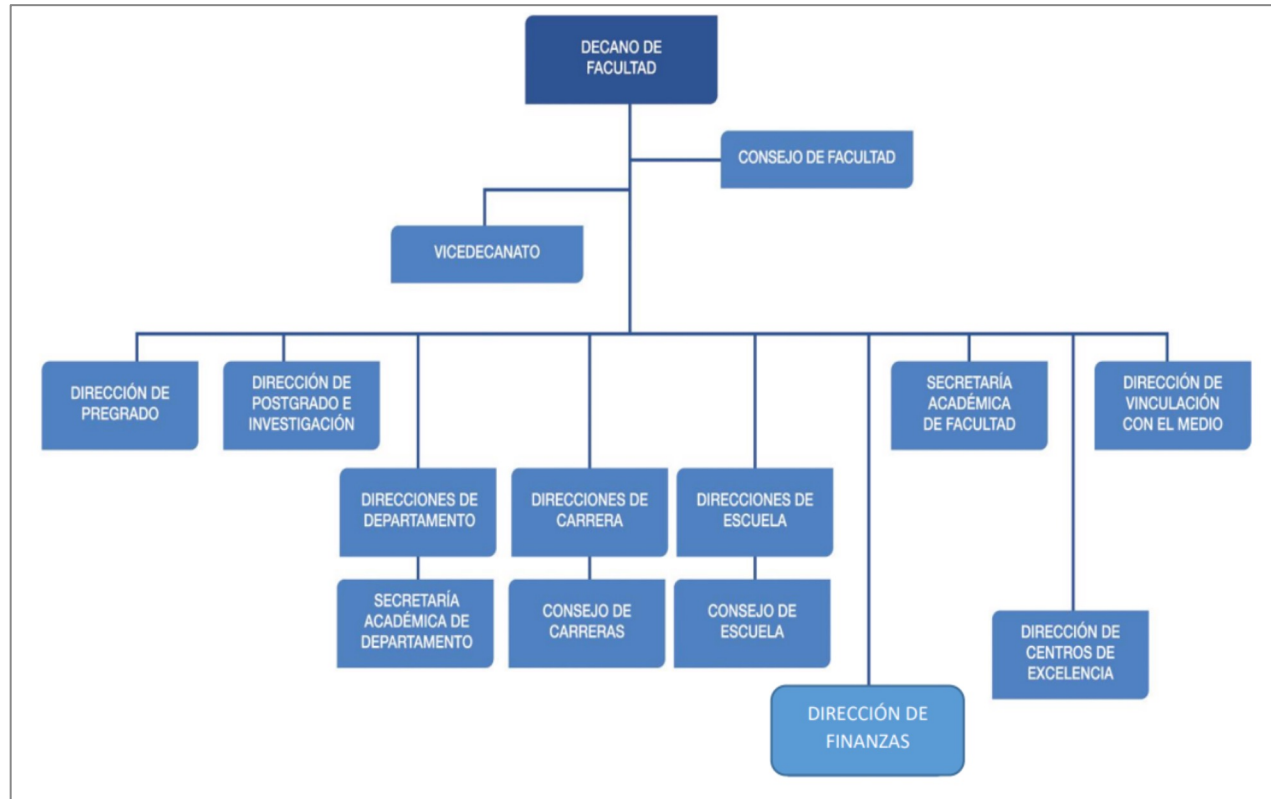 DECANO DE
FACULTAD
CONSEJO DE FACULTAD
VICEDECANATO
DIRECCIÓN DE
PREGRADO
DIRECCIÓN DE
POSTGRADO E
INVESTIGACIÓN
SECRETARÍA
ACADÉMICA
DE FACULTAD
DIRECCIÓN DE
VINCULACIÓN
CON EL MEDIO
DIRECCIONES DE
DEPARTAMENTO
DIRECCIONES DE
CARRERA
DIRECCIONES DE
ESCUELA
SECRETARÍA
ACADÉMICA DE
DEPARTAMENTO
CONSEJO DE
CARRERAS
CONSEJO DE
ESCUELA
DIRECCIÓN DE
CENTROS DE
EXCELENCIA
DIRECCIÓN DE
FINANZAS